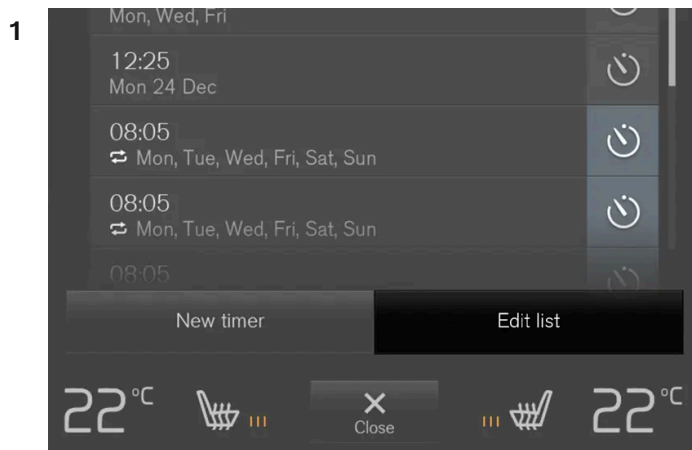 1
Mon, Wed, Fri
12:25
Mon 24 Dec
08:05
Mon, Tue, Wed, Fri, Sat, Sun
08:05
Mon, Tue, Wed, Fri, Sat, Sun
08:05
New timer
Edit list
22°C
Close
22°C